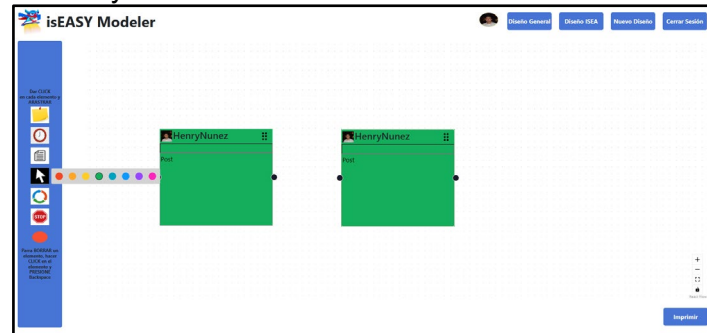 isEASY Modeler
Diseño General
Diseño ISEA
Nuevo Diseño
Cerrar Sesión
Dar CLICK
en cada elemento y
ARASTERA
STOP
Para BORRAR un
elemento, hacer
CLICK en el
elemento y
PRESIONE
Backspace
HenryNunez
Post
HenryNunez
Post
Imprimir